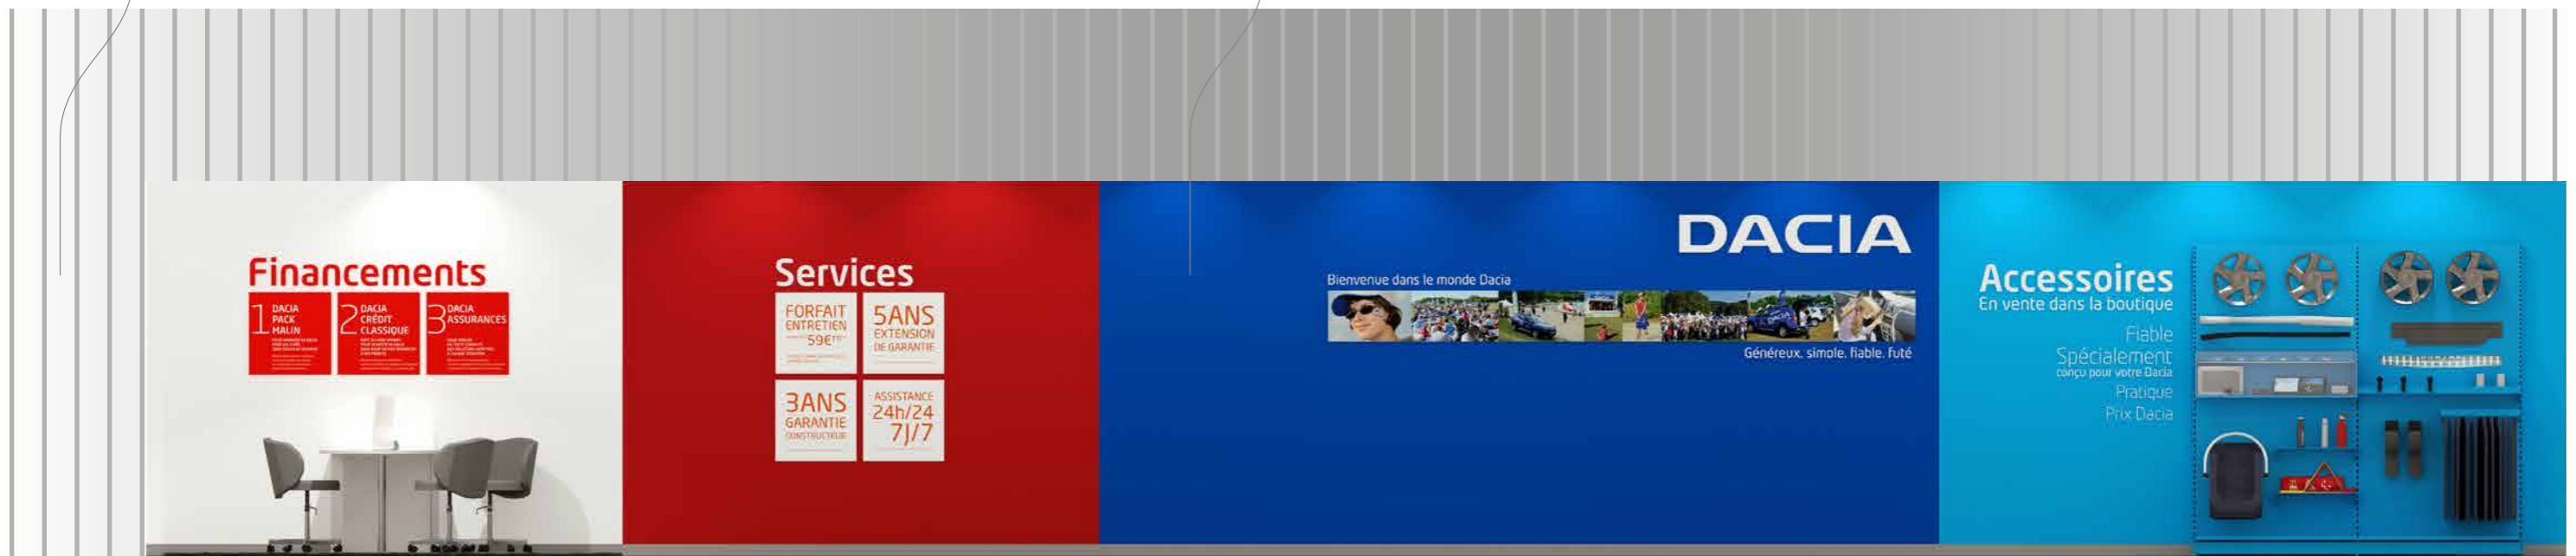 Financements
1 DACIA
PACK
MALIN
2 DACIA
CRÉDIT
CLASSIQUE
3 DACIA
ASSURANCES
Services
FORFAIT
ENTRETIEN
59€
5ANS
EXTENSION
DE GARANTIE
3ANS
GARANTIE
CONSTRUCTEUR
ASSISTANCE
24h/24
7J/7
DACIA
Bienvenue dans le monde Dacia
Généreux. simple. fiable. futé
Accessoires
En vente dans la boutique
Fiable
Spécialement
conçu pour votre Dacia
Pratique
Prix Dacia